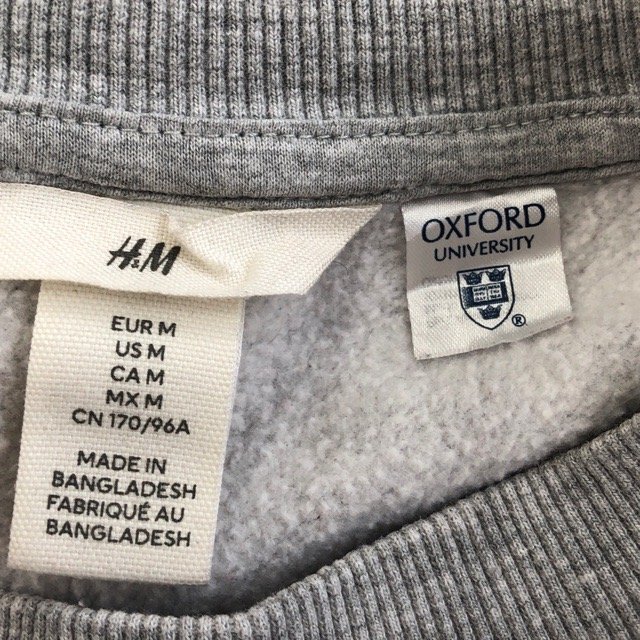 H&M
EUR M
US M
CA M
MX M
CN 170/96A
MADE IN
BANGLADESH
FABRIQUÉ AU
BANGLADESH
OXFORD
UNIVERSITY
®